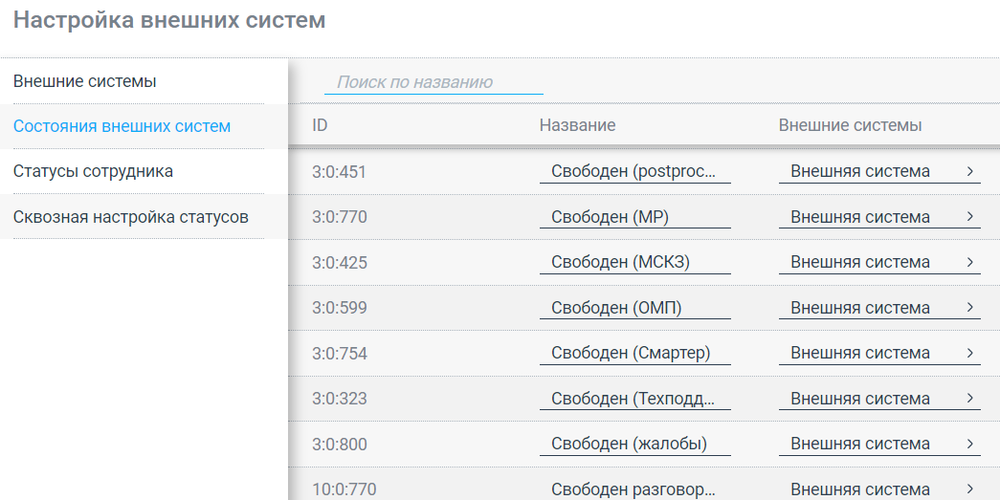 Настройка внешних систем
Внешние системы
Состояния внешних систем
Статусы сотрудника
Сквозная настройка статусов
Поиск по названию
ID Название Внешние системы
3:0:451 Свободен (postproc... Внешняя система
3:0:770 Свободен (МР) Внешняя система
3:0:425 Свободен (МСКЗ) Внешняя система
3:0:599 Свободен (ОМП) Внешняя система
3:0:754 Свободен (Смартер) Внешняя система
3:0:323 Свободен (Техподд... Внешняя система
3:0:800 Свободен (жалобы) Внешняя система
10:0:770 Свободен разговор... Внешняя система